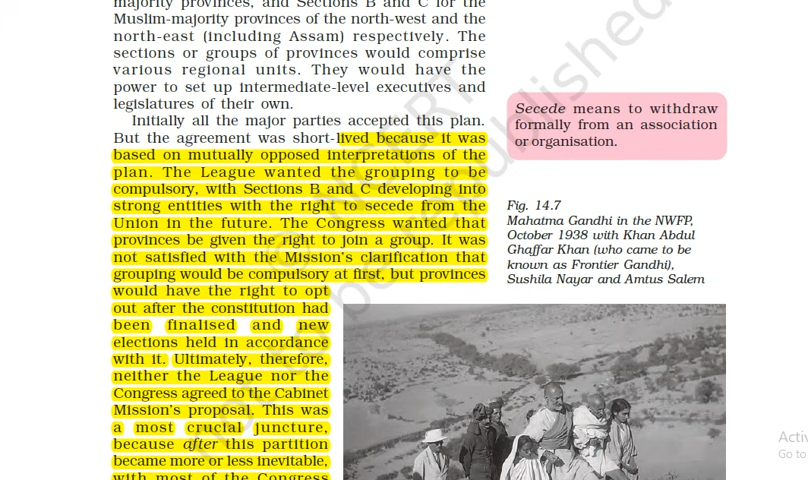 majority provinces, and Sections B and C for the
Muslim-majority provinces of the north-west and the
north-east (including Assam) respectively. The
sections or groups of provinces would comprise
various regional units. They would have the
power to set up intermediate-level executives and
legislatures of their own.
Initially all the major parties accepted this plan.
But the agreement was short-lived because it was
based on mutually opposed interpretations of the
plan. The League wanted the grouping to be
compulsory, with Sections B and C developing into
strong entities with the right to secede from the
Union in the future. The Congress wanted that
provinces be given the right to join a group. It was
not satisfied with the Mission's clarification that
grouping would be compulsory at first, but provinces
would have the right to opt
out after the constitution had
been finalised and new
elections held in accordance
with it. Ultimately, therefore,
neither the League nor the
Congress agreed to the Cabinet
Mission's proposal. This was
a most crucial juncture,
because after this partition
became more or less inevitable,
with most of the Congress
Secede means to withdraw
formally from an association
or organisation.
Fig. 14.7
Mahatma Gandhi in the NWFP,
October 1938 with Khan Abdul
Ghaffar Khan (who came to be
known as Frontier Gandhi),
Sushila Nayar and Amtus Salem
NCERT
republished
Go to